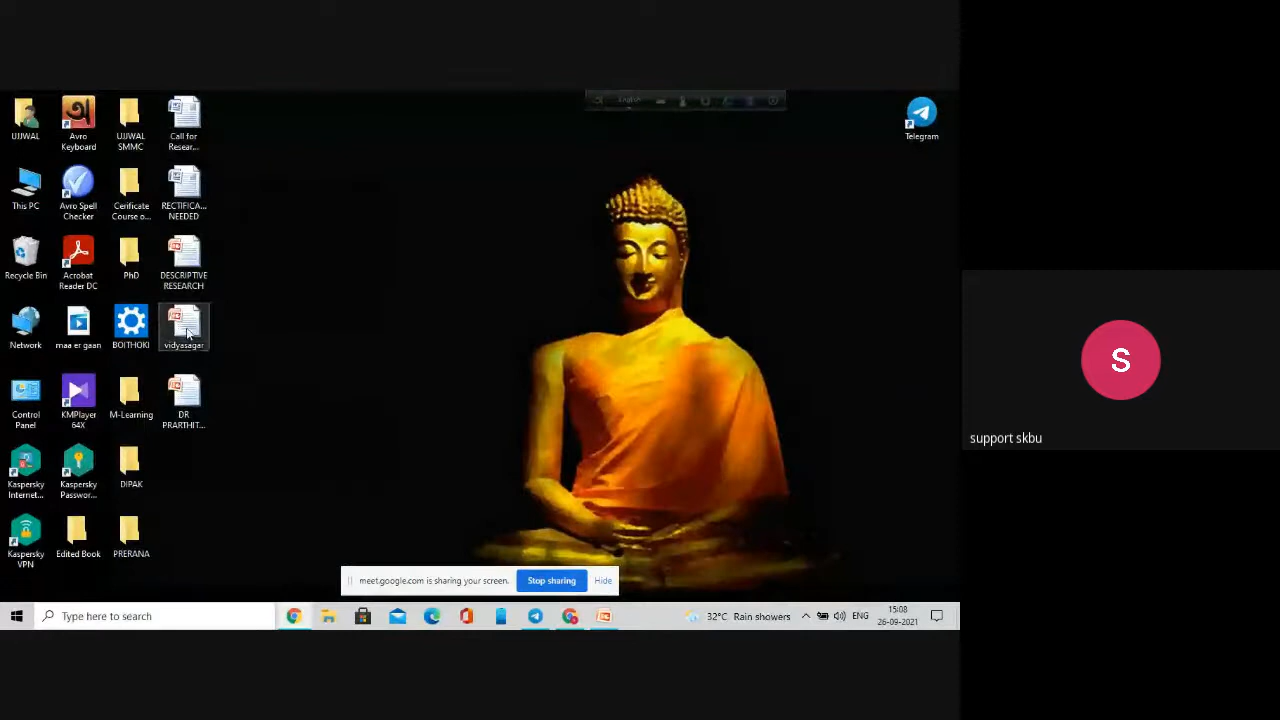 English
UJJWAL
Avro
Keyboard
UJJWAL
SMMC
Call for
Resear...
Telegram
This PC
Avro Spell
Checker
Cerificate
Course o...
RECTIFICA...
NEEDED
Recycle Bin
Acrobat
Reader DC
PhD
DESCRIPTIVE
RESEARCH
Network
maa er gaan
BOITHOKI
vidyasagar
Control
Panel
KMPlayer
64X
M-Learning
DR
PRARTHIT...
Kaspersky
Internet...
Kaspersky
Passwor...
DIPAK
Kaspersky
VPN
Edited Book
PRERANA
S
support skbu
meet.google.com is sharing your screen.
Stop sharing
Hide
Type here to search
32°C Rain showers
ENG
15:08
26-09-2021